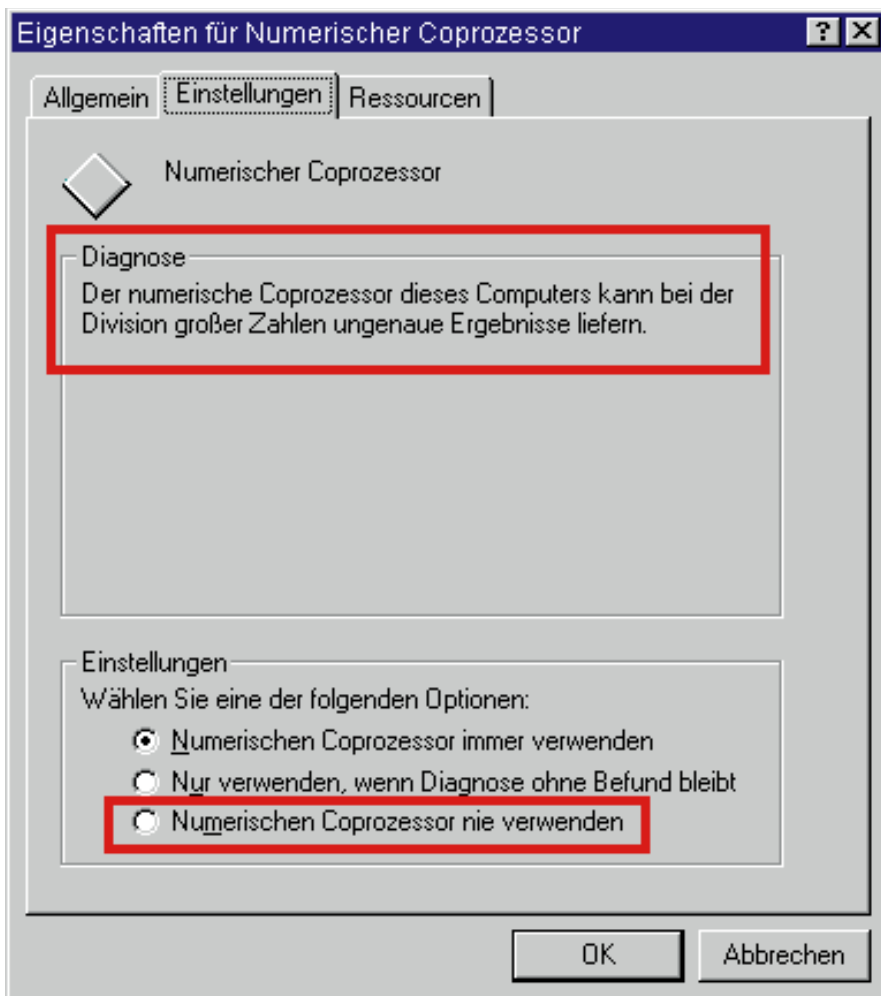 Eigenschaften für Numerischer Coprozessor
Allgemein Einstellungen Ressourcen
Numerischer Coprozessor
Diagnose
Der numerische Coprozessor dieses Computers kann bei der
Division großer Zahlen ungenaue Ergebnisse liefern.
Einstellungen
Wählen Sie eine der folgenden Optionen:
Numerischen Coprozessor immer verwenden
Nur verwenden, wenn Diagnose ohne Befund bleibt
Numerischen Coprozessor nie verwenden
OK Abbrechen